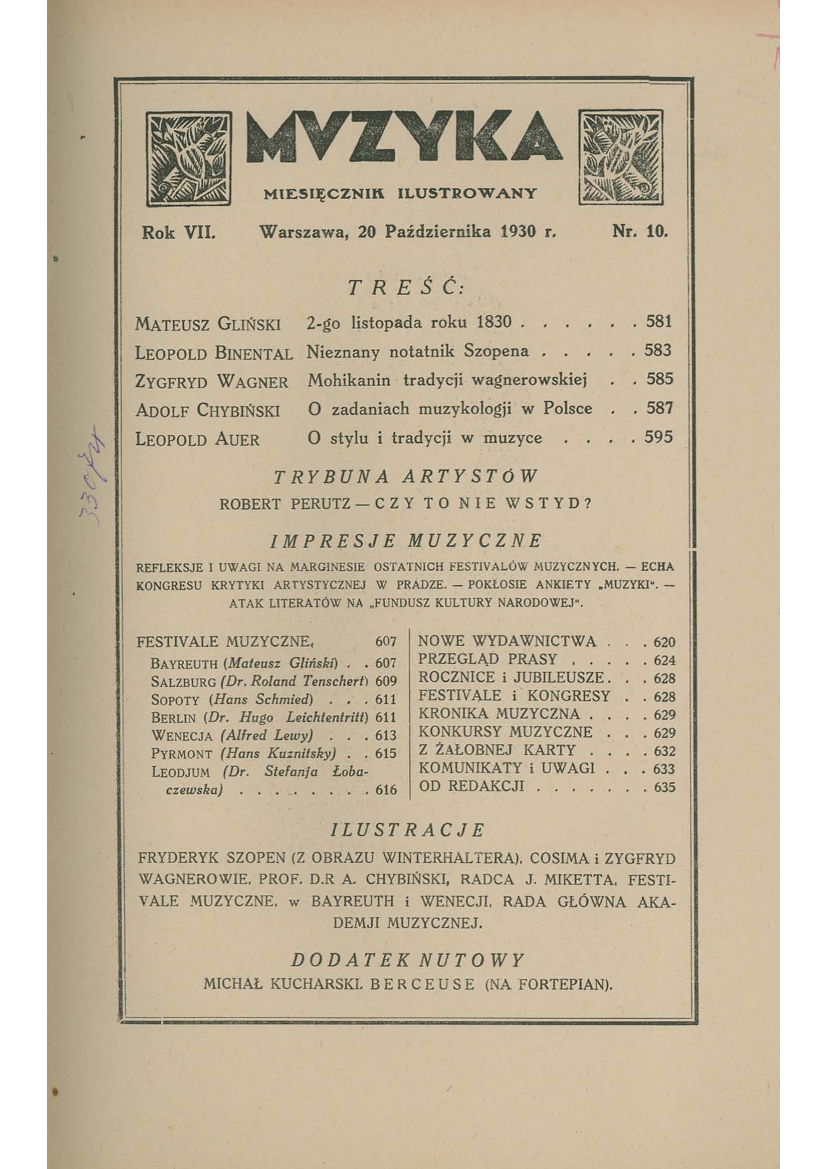 MVZYKA
MIESIĘCZNIK ILUSTROWANY
Rok VII. Warszawa, 20 Października 1930 r. Nr. 10.
TREŚĆ:
MATEUSZ GLIŃSKI 2-go listopada roku 1830 . . . . . . 581
LEOPOLD BINENTAL Nieznany notatnik Szopena . . . . . 583
ZYGFRYD WAGNER Mohikanin tradycji wagnerowskiej . . 585
ADOLF CHYBIŃSKI O zadaniach muzykologji w Polsce . . 587
LEOPOLD AUER O stylu i tradycji w muzyce . . . . 595
TRYBUNA ARTYSTÓW
ROBERT PERUTZ — CZY TO NIE WSTYD?
IMPRESJE MUZYCZNE
REFLEKSJE I UWAGI NA MARGINESIE OSTATNICH FESTIVALÓW MUZYCZNYCH. — ECHA
KONGRESU KRYTYKI ARTYSTYCZNEJ W PRADZE. — POKŁOSIE ANKIETY „MUZYKI". —
ATAK LITERATÓW NA „FUNDUSZ KULTURY NARODOWEJ".
FESTIVALE MUZYCZNE, 607
BAYREUTH (Mateusz Gliński) . . 607
SALZBURG (Dr. Roland Tenschert) 609
SOPOTY (Hans Schmied) . . . 611
BERLIN (Dr. Hugo Leichtentritt) 611
WENECJA (Alfred Lewy) . . . 613
PYRMONT (Hans Kuznitsky) . . 615
LEODJUM (Dr. Stefanja Łoba-
czewska) . . . . . . . . 616
NOWE WYDAWNICTWA . . . 620
PRZEGLĄD PRASY . . . . . 624
ROCZNICE i JUBILEUSZE. . . 628
FESTIVALE i KONGRESY . . 628
KRONIKA MUZYCZNA . . . . 629
KONKURSY MUZYCZNE . . . 629
Z ŻAŁOBNEJ KARTY . . . . 632
KOMUNIKATY i UWAGI . . . 633
OD REDAKCJI . . . . . . . 635
ILUSTRACJE
FRYDERYK SZOPEN (Z OBRAZU WINTERHALTERA), COSIMA i ZYGFRYD
WAGNEROWIE, PROF. D.R A. CHYBIŃSKI, RADCA J. MIKETTA, FESTI-
VALE MUZYCZNE, w BAYREUTH i WENECJI, RADA GŁÓWNA AKA-
DEMJI MUZYCZNEJ.
DODATEK NUTOWY
MICHAŁ KUCHARSKI. BERCEUSE (NA FORTEPIAN).